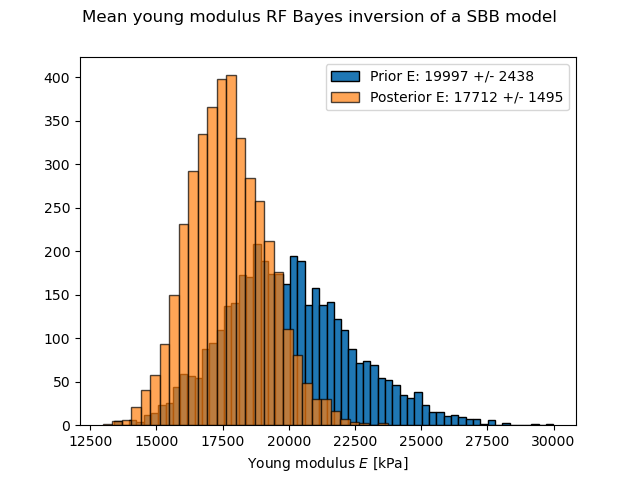 Mean young modulus RF Bayes inversion of a SBB model
Prior E: 19997 +/- 2438
Posterior E: 17712 +/- 1495
400
350
300
250
200
150
100
50
0
12500 15000 17500 20000 22500 25000 27500 30000
Young modulus E [kPa]